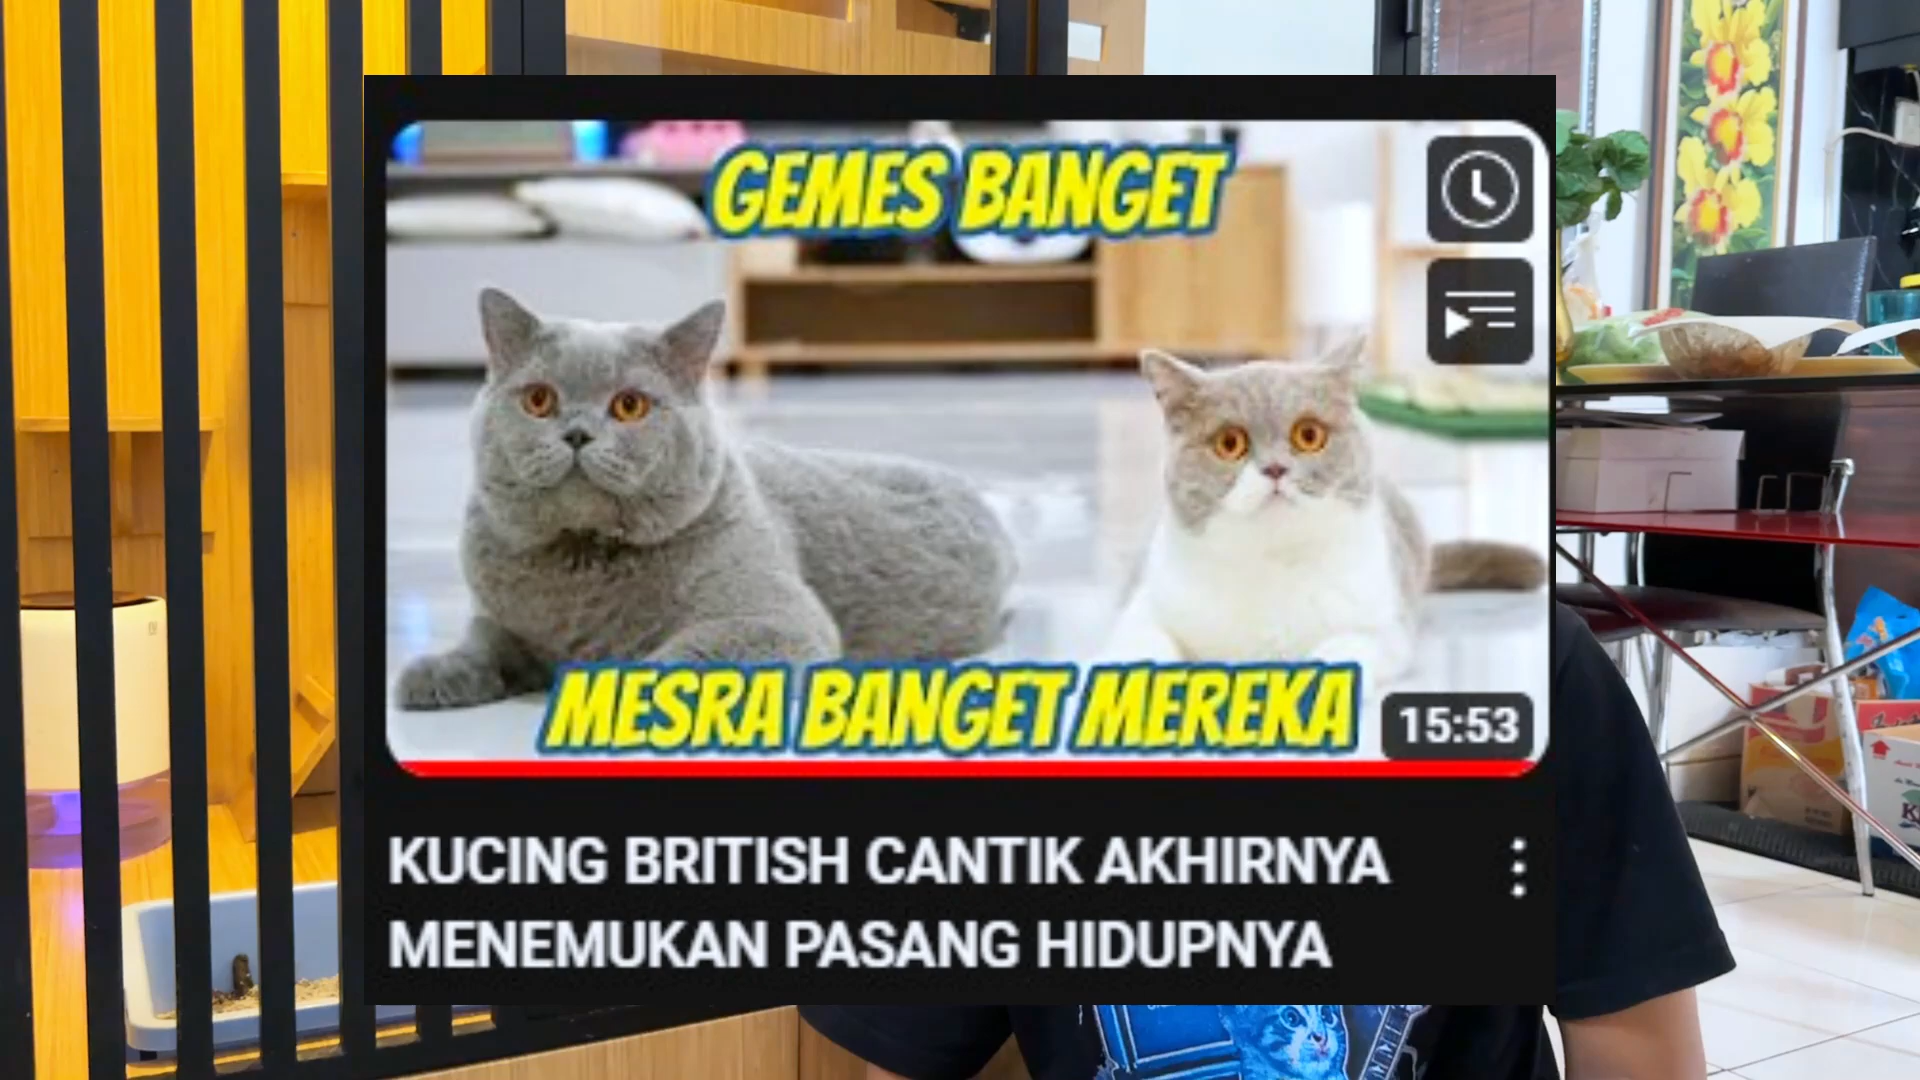 GEMES BANGET
MESRA BANGET MEREKA
15:53
KUCING BRITISH CANTIK AKHIRNYA
MENEMUKAN PASANG HIDUPNYA